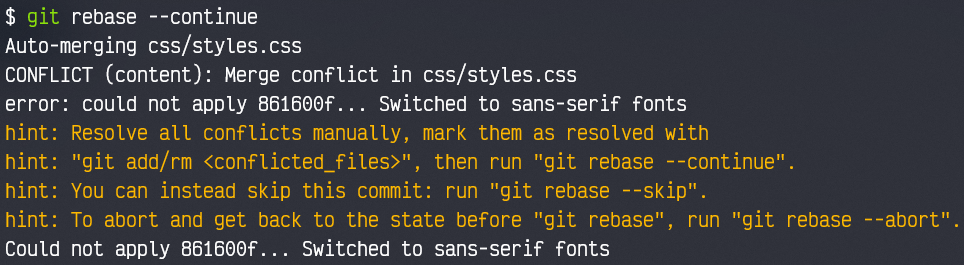 $ git rebase --continue
Auto-merging css/styles.css
CONFLICT (content): Merge conflict in css/styles.css
error: could not apply 861600f... Switched to sans-serif fonts
hint: Resolve all conflicts manually, mark them as resolved with
hint: "git add/rm <conflicted_files>", then run "git rebase --continue".
hint: You can instead skip this commit: run "git rebase --skip".
hint: To abort and get back to the state before "git rebase", run "git rebase --abort".
Could not apply 861600f... Switched to sans-serif fonts